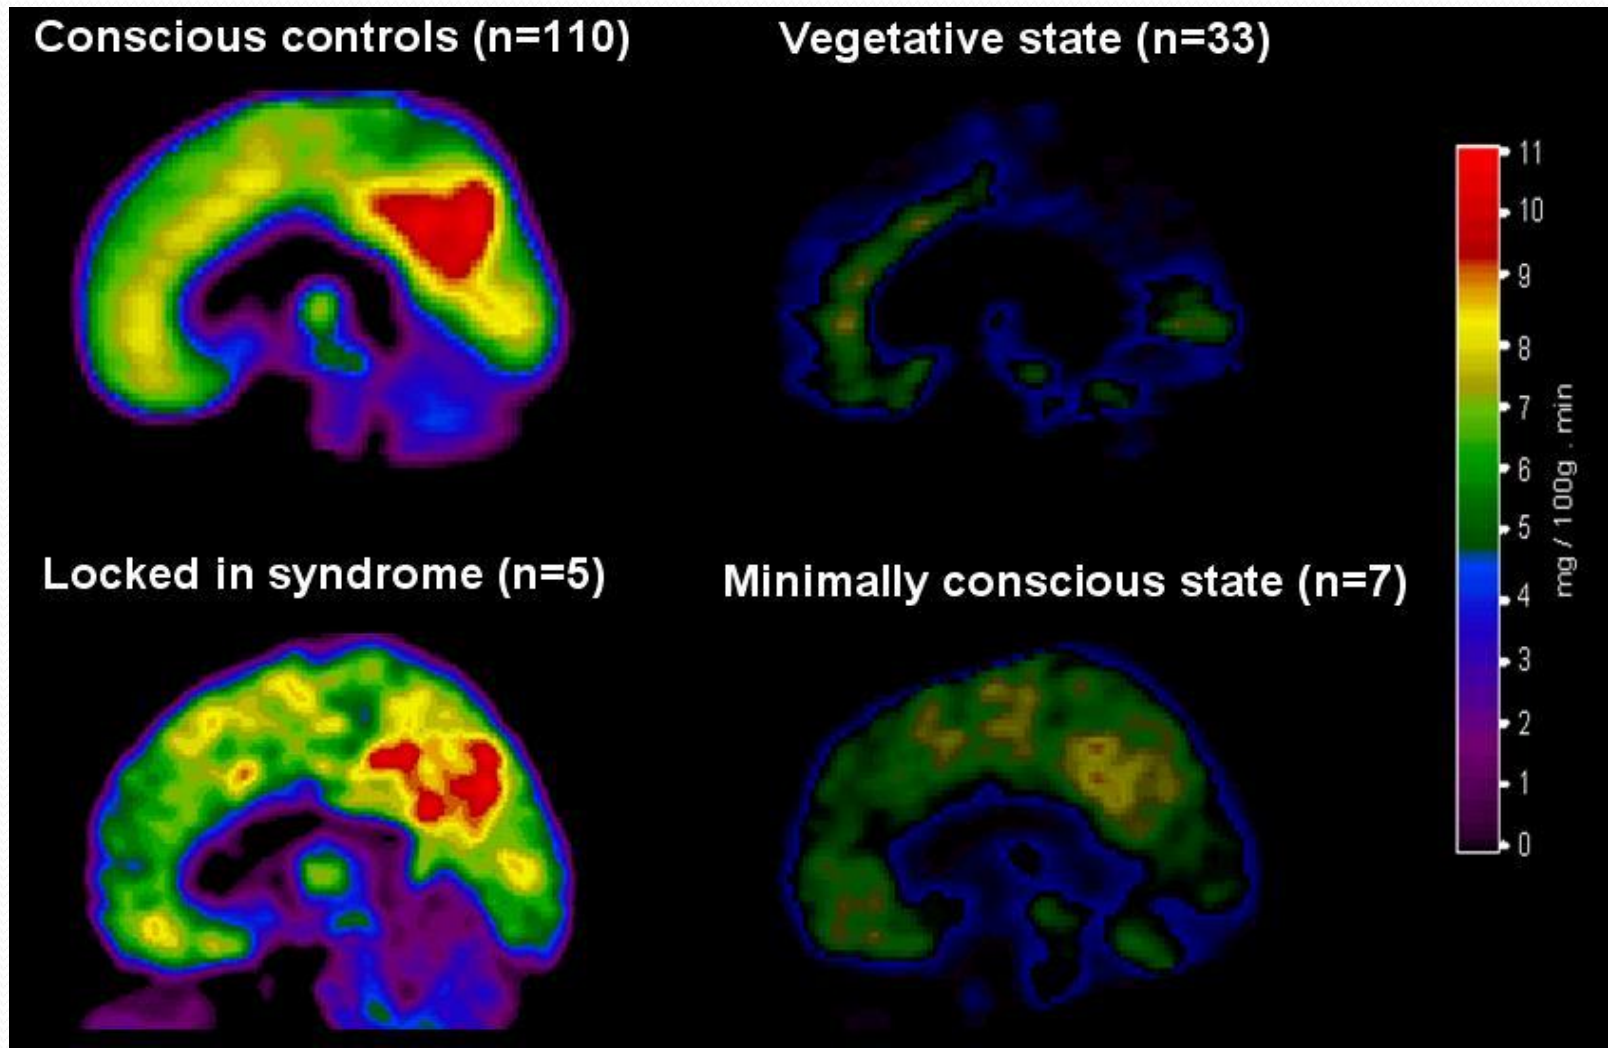 Conscious controls (n=110)
Vegetative state (n=33)
11
10
9
8
7
6
5
4
3
2
1
0
mg / 100g . min
Locked in syndrome (n=5)
Minimally conscious state (n=7)